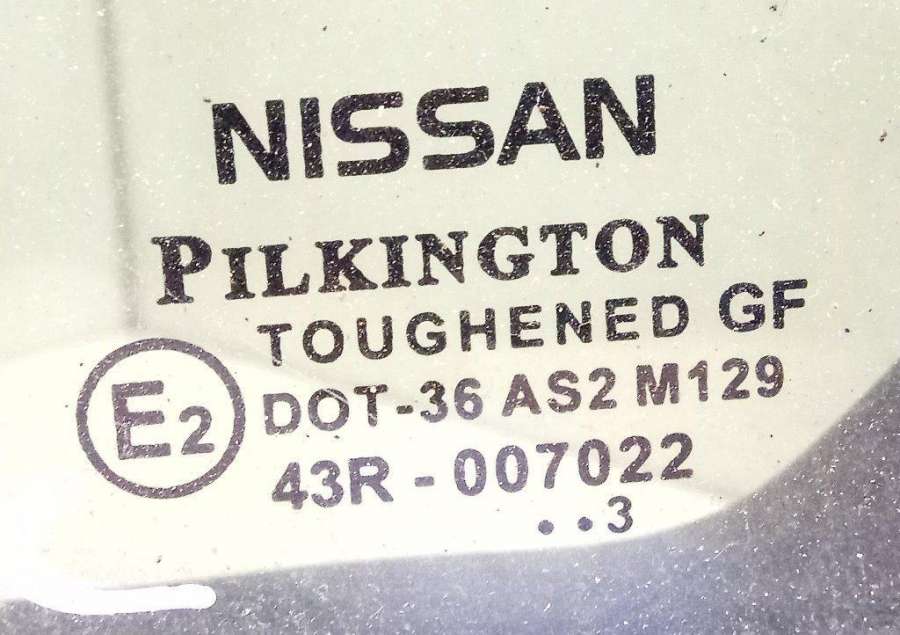 NISSAN
PILKINGTON
TOUGHENED GF
E2
DOT-36 AS2 M129
43R - 007022
..3